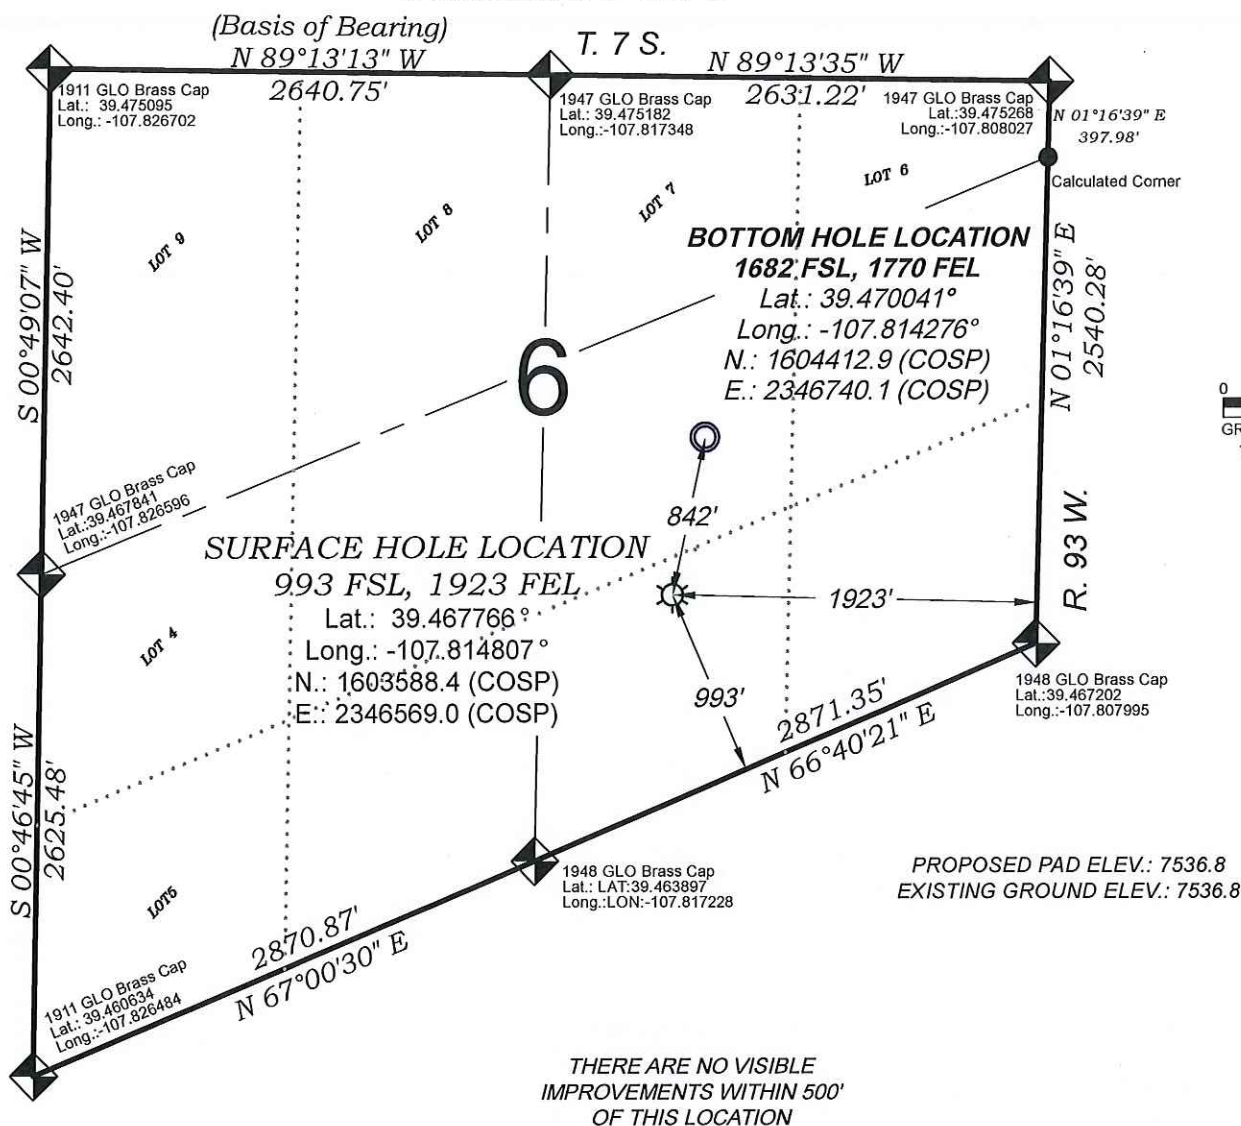 (Basis of Bearing)
N 89°13'13" W
2640.75'
T. 7 S.
N 89°13'35" W
2631.22'
1911 GLO Brass Cap
Lat.: 39.475095
Long.: -107.826702
1947 GLO Brass Cap
Lat.: 39.475182
Long.:-107.817348
1947 GLO Brass Cap
Lat.:39.475268
Long.:-107.808027
N 01°16'39" E
397.98'
Calculated Corner
LOT 9
LOT 8
LOT 7
LOT 6
BOTTOM HOLE LOCATION
1682 FSL, 1770 FEL
Lat.: 39.470041°
Long.: -107.814276°
N.: 1604412.9 (COSP)
E.: 2346740.1 (COSP)
S 00°49'07" W
2642.40'
N 01°16'39" E
2540.28'
6
0
GR
1947 GLO Brass Cap
Lat.:39.467841
Long.:-107.826596
842'
SURFACE HOLE LOCATION
993 FSL, 1923 FEL
Lat.: 39.467766°
Long.: -107.814807°
N.: 1603588.4 (COSP)
E.: 2346569.0 (COSP)
1923'
R. 93 W.
993'
LOT 4
1948 GLO Brass Cap
Lat.:39.467202
Long.:-107.807995
2871.35'
N 66°40'21" E
S 00°46'45" W
2625.48'
1948 GLO Brass Cap
Lat.: LAT:39.463897
Long.:LON:-107.817228
PROPOSED PAD ELEV.: 7536.8
EXISTING GROUND ELEV.: 7536.8
LOT5
2870.87'
N 67°00'30" E
1911 GLO Brass Cap
Lat.: 39.460634
Long.:-107.826484
THERE ARE NO VISIBLE
IMPROVEMENTS WITHIN 500'
OF THIS LOCATION